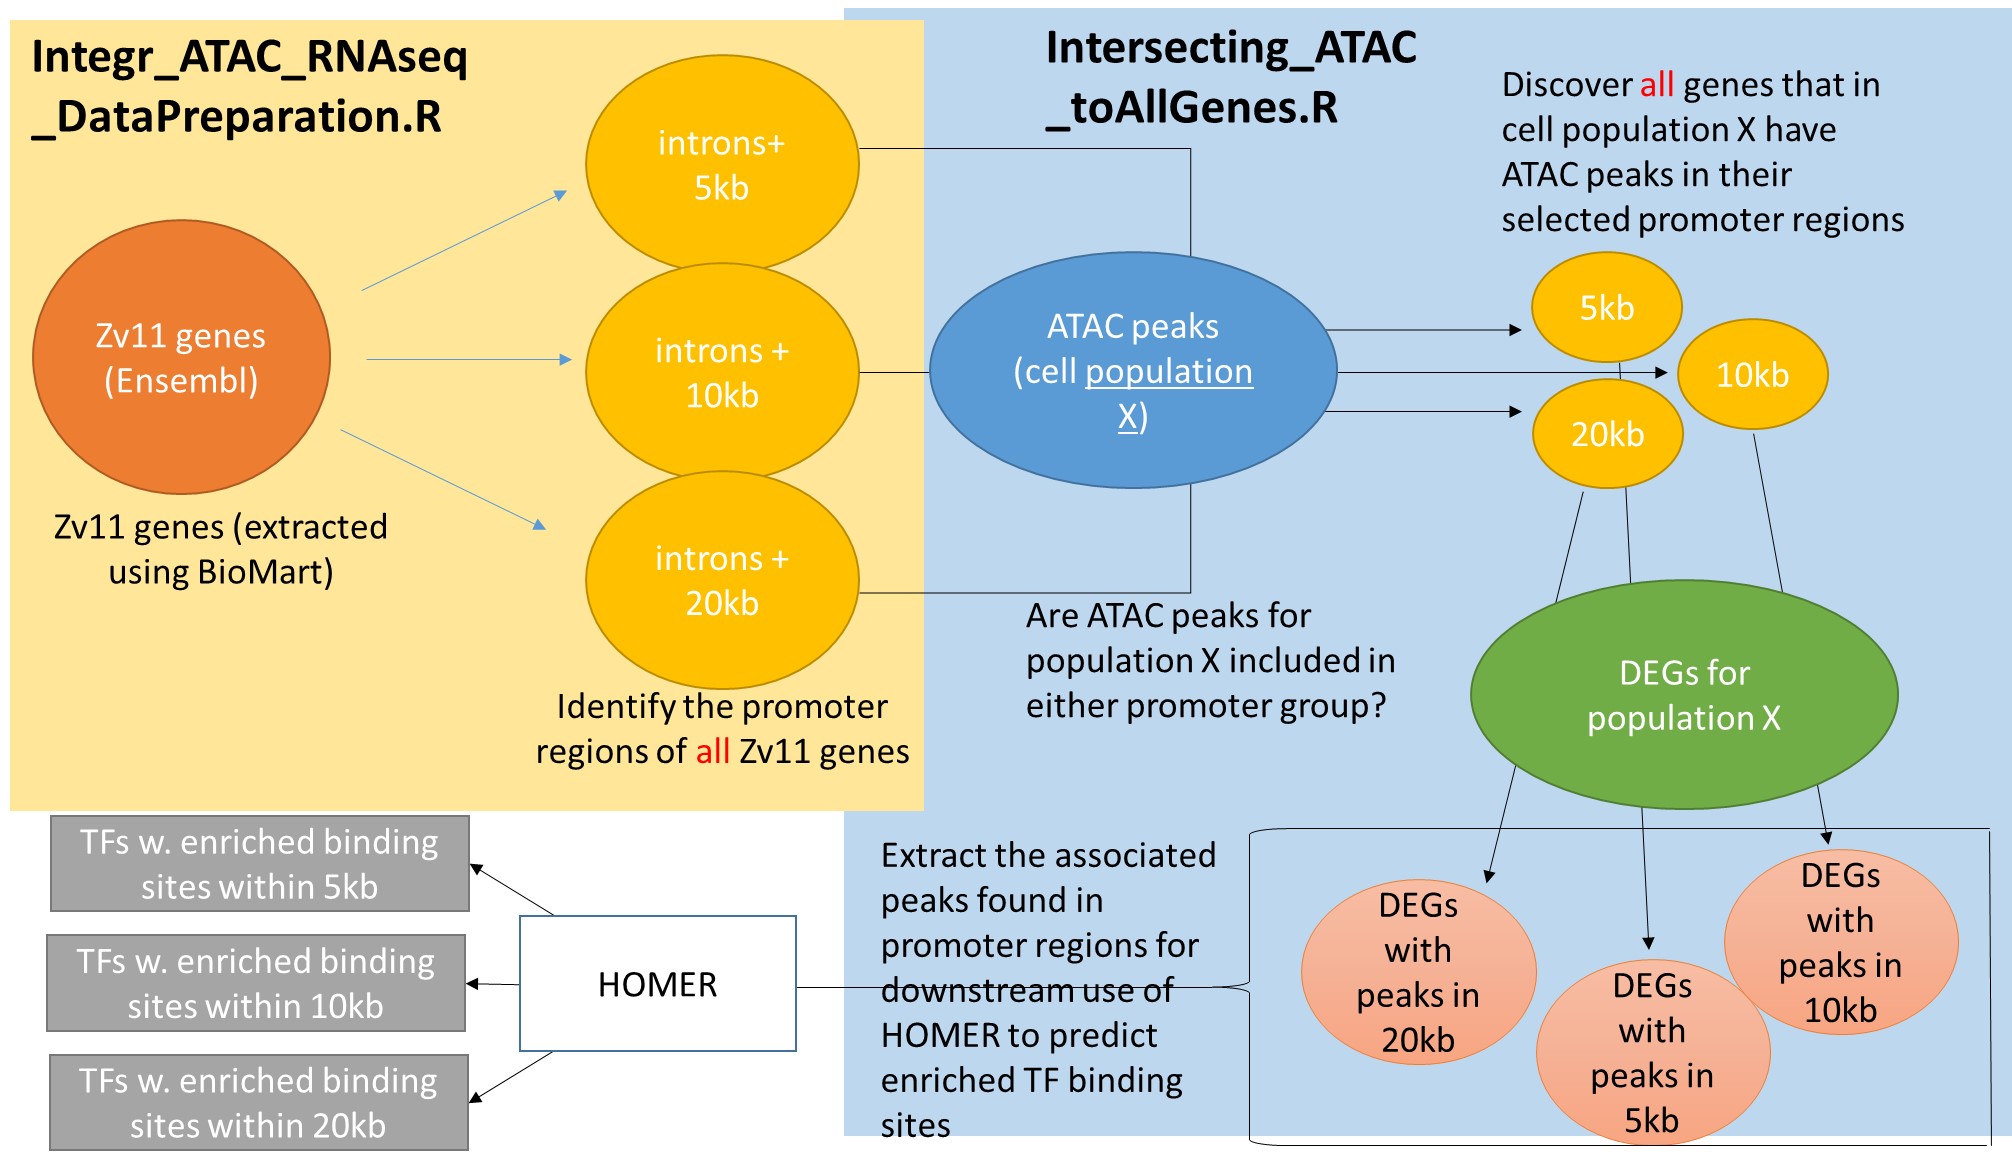 Integr_ATAC_RNAseq
_DataPreparation.R
Zv11 genes
(Ensembl)
Zv11 genes (extracted
using BioMart)
introns+
5kb
introns +
10kb
introns +
20kb
Identify the promoter
regions of all Zv11 genes
Intersecting_ATAC
_toAllGenes.R
ATAC peaks
(cell population
X)
Are ATAC peaks for
population X included in
either promoter group?
Discover all genes that in
cell population X have
ATAC peaks in their
selected promoter regions
5kb
10kb
20kb
DEGs for
population X
DEGs
with
peaks in
20kb
DEGs
with
peaks in
5kb
DEGs
with
peaks in
10kb
Extract the associated
peaks found in
promoter regions for
downstream use of
HOMER to predict
enriched TF binding
sites
HOMER
TFs w. enriched binding
sites within 5kb
TFs w. enriched binding
sites within 10kb
TFs w. enriched binding
sites within 20kb